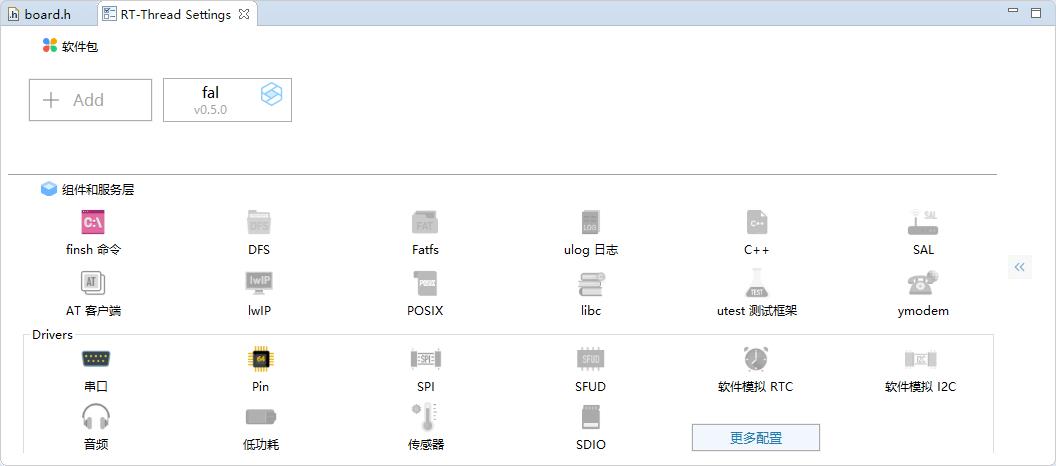 board.h RT-Thread Settings
软件包
Add
fal
v0.5.0
组件和服务层
C:\
DFS
FAT
LOG
C++
SAL
finsh 命令 DFS Fatfs ulog 日志 C++ SAL
AT
lwIP
POSIX
TEST
AT 客户端 lwIP POSIX libc utest 测试框架 ymodem
Drivers
64
SPI
SFUD
串口 Pin SPI SFUD 软件模拟 RTC 软件模拟 I2C
音频 低功耗 传感器 SDIO 更多配置